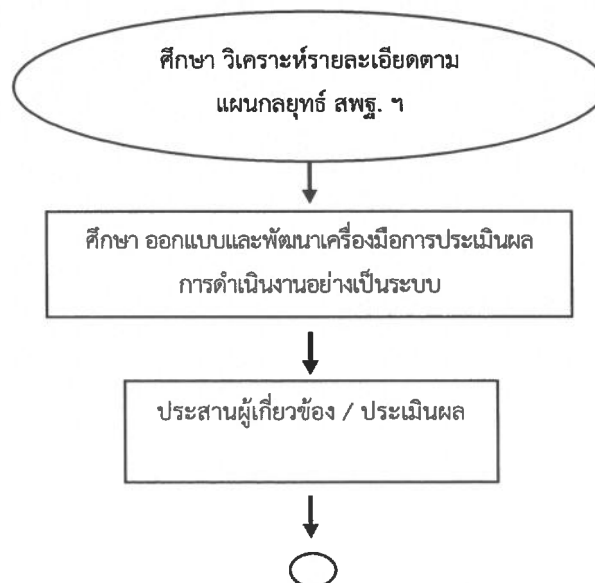 ศึกษา วิเคราะห์รายละเอียดตาม
แผนกลยุทธ์ สพฐ. ฯ
ศึกษา ออกแบบและพัฒนาเครื่องมือการประเมินผล
การดำเนินงานอย่างเป็นระบบ
ประสานผู้เกี่ยวข้อง / ประเมินผล